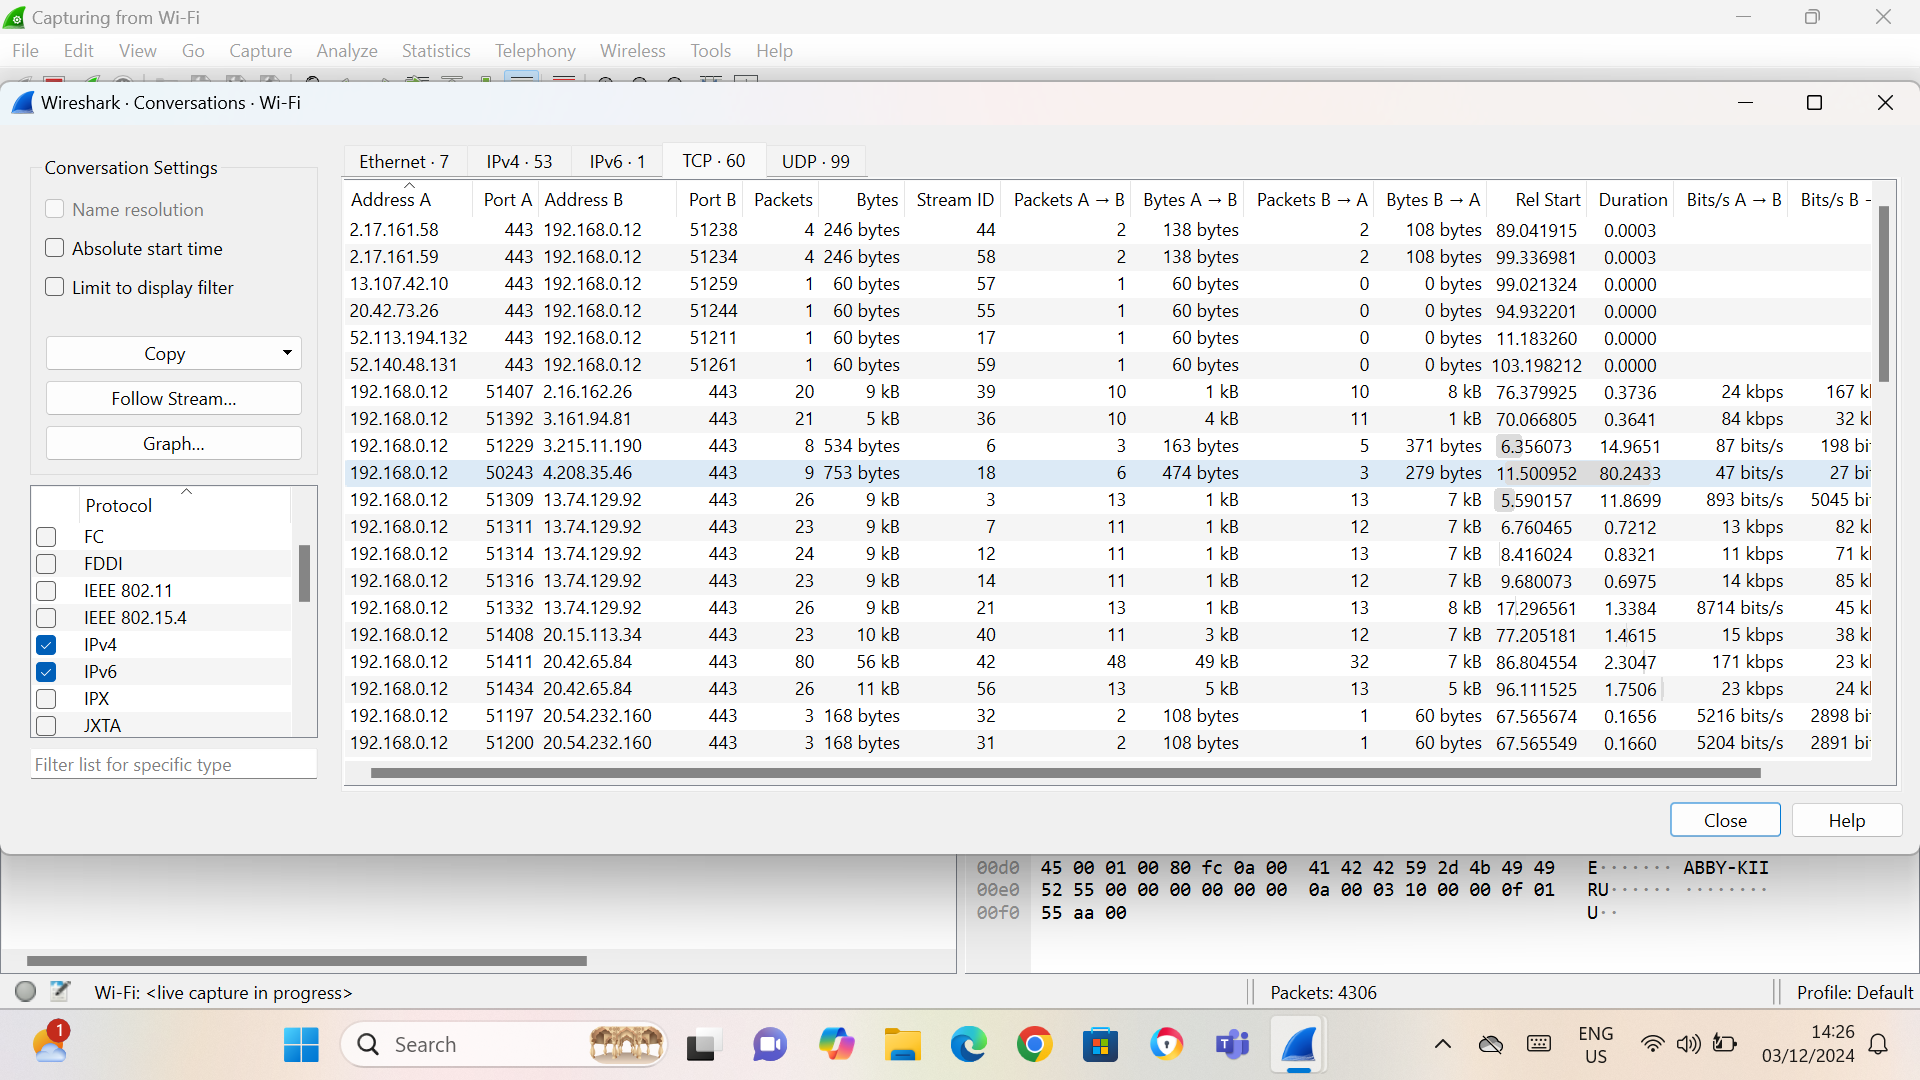 Capturing from Wi-Fi
File Edit View Go Capture Analyze Statistics Telephony Wireless Tools Help
Wireshark · Conversations · Wi-Fi
Conversation Settings
Name resolution
Absolute start time
Limit to display filter
Copy
Follow Stream...
Graph...
Protocol
FC
FDDI
IEEE 802.11
IEEE 802.15.4
IPv4
IPv6
IPX
JXTA
Filter list for specific type
Ethernet · 7 IPv4 · 53 IPv6 · 1 TCP · 60 UDP · 99
Address A Port A Address B Port B Packets Bytes Stream ID Packets A → B Bytes A → B Packets B → A Bytes B → A Rel Start Duration Bits/s A → B Bits/s B
2.17.161.58 443 192.168.0.12 51238 4 246 bytes 44 2 138 bytes 2 108 bytes 89.041915 0.0003
2.17.161.59 443 192.168.0.12 51234 4 246 bytes 58 2 138 bytes 2 108 bytes 99.336981 0.0003
13.107.42.10 443 192.168.0.12 51259 1 60 bytes 57 1 60 bytes 0 0 bytes 99.021324 0.0000
20.42.73.26 443 192.168.0.12 51244 1 60 bytes 55 1 60 bytes 0 0 bytes 94.932201 0.0000
52.113.194.132 443 192.168.0.12 51211 1 60 bytes 17 1 60 bytes 0 0 bytes 11.183260 0.0000
52.140.48.131 443 192.168.0.12 51261 1 60 bytes 59 1 60 bytes 0 0 bytes 103.198212 0.0000
192.168.0.12 51407 2.16.162.26 443 20 9 kB 39 10 1 kB 10 8 kB 76.379925 0.3736 24 kbps 167
192.168.0.12 51392 3.161.94.81 443 21 5 kB 36 10 4 kB 11 1 kB 70.066805 0.3641 84 kbps 32
192.168.0.12 51229 3.215.11.190 443 8 534 bytes 6 3 163 bytes 5 371 bytes 6.356073 14.9651 87 bits/s 198
192.168.0.12 50243 4.208.35.46 443 9 753 bytes 18 6 474 bytes 3 279 bytes 11.500952 80.2433 47 bits/s 27
192.168.0.12 51309 13.74.129.92 443 26 9 kB 3 13 1 kB 13 7 kB 5.590157 11.8699 893 bits/s 5045
192.168.0.12 51311 13.74.129.92 443 23 9 kB 7 11 1 kB 12 7 kB 6.760465 0.7212 13 kbps 82
192.168.0.12 51314 13.74.129.92 443 24 9 kB 12 11 1 kB 13 7 kB 8.416024 0.8321 11 kbps 71
192.168.0.12 51316 13.74.129.92 443 23 9 kB 14 11 1 kB 12 7 kB 9.680073 0.6975 14 kbps 85
192.168.0.12 51332 13.74.129.92 443 26 9 kB 21 13 1 kB 13 8 kB 17.296561 1.3384 8714 bits/s 45
192.168.0.12 51408 20.15.113.34 443 23 10 kB 40 11 3 kB 12 7 kB 77.205181 1.4615 15 kbps 38
192.168.0.12 51411 20.42.65.84 443 80 56 kB 42 48 49 kB 32 7 kB 86.804554 2.3047 171 kbps 23
192.168.0.12 51434 20.42.65.84 443 26 11 kB 56 13 5 kB 13 5 kB 96.111525 1.7506 23 kbps 24
192.168.0.12 51197 20.54.232.160 443 3 168 bytes 32 2 108 bytes 1 60 bytes 67.565674 0.1656 5216 bits/s 2898
192.168.0.12 51200 20.54.232.160 443 3 168 bytes 31 2 108 bytes 1 60 bytes 67.565549 0.1660 5204 bits/s 2891
Close Help
00d0 45 00 01 00 80 fc 0a 00 41 42 42 59 2d 4b 49 49 E······· ABBY-KII
00e0 52 55 00 00 00 00 00 00 0a 00 03 10 00 00 0f 01 RU······ ········
00f0 55 aa 00 U··
Wi-Fi: <live capture in progress> Packets: 4306 Profile: Default
1
Search
ENG
US
14:26
03/12/2024